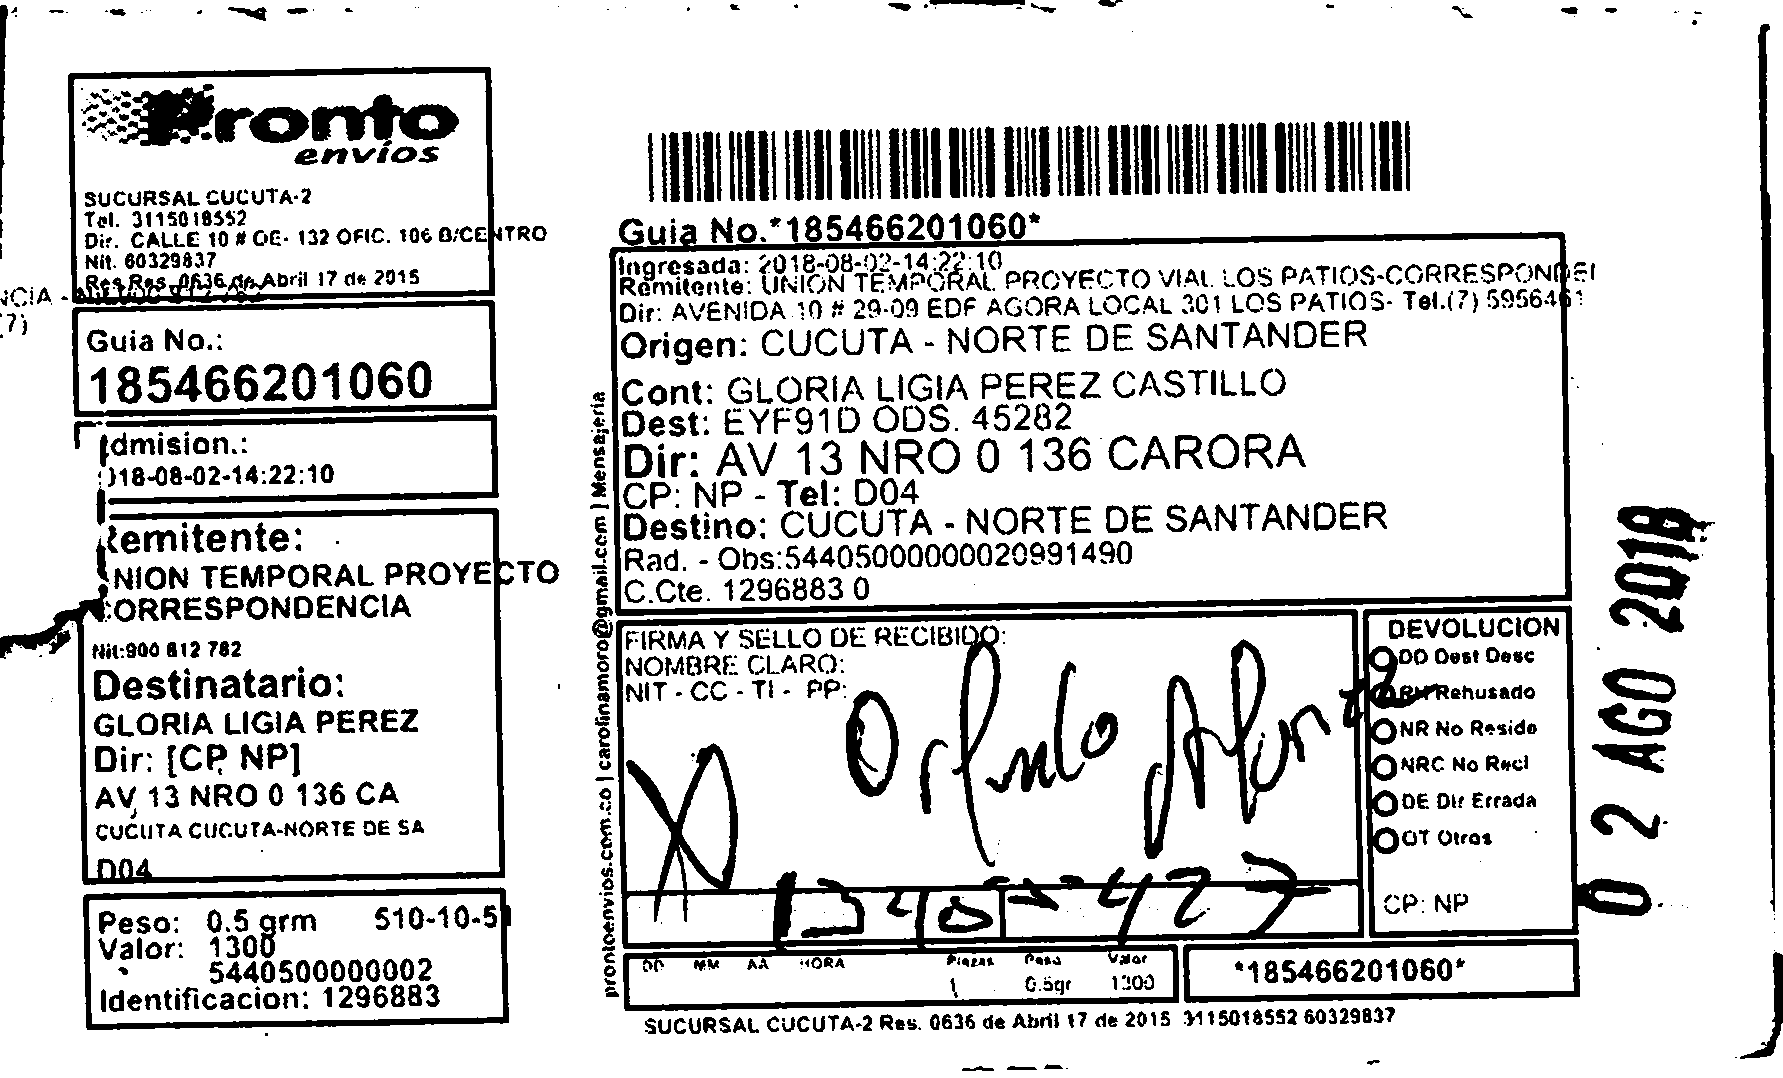 Pronto
envíos
SUCURSAL CUCUTA-2
Tel. 3115018552
Dir. CALLE 10 # OE- 132 OFIC. 106 B/CENTRO
Nit. 60329837
Res Res. 0636 de Abril 17 de 2015
Guia No.:
185466201060
dmision.:
018-08-02-14:22:10
Remitente:
UNION TEMPORAL PROYECTO
CORRESPONDENCIA
Nit:900 812 782
Destinatario:
GLORIA LIGIA PEREZ
Dir: [CP, NP]
AV, 13 NRO 0 136 CA
CUCUTA CUCUTA-NORTE DE SA
D04
Peso: 0.5 grm 510-10-5
Valor: 1300
5440500000002
Identificacion: 1296883
prontoenvios.com.co | carolinamoro@gmail.com | Mensajeria
Guia No.*185466201060*
Ingresada: 2018-08-02-14:22:10
Remitente: UNION TEMPORAL PROYECTO VIAL LOS PATIOS-CORRESPONDEI
Dir: AVENIDA 10 # 29-09 EDF AGORA LOCAL 301 LOS PATIOS- Tel.(7) 5956461
Origen: CUCUTA - NORTE DE SANTANDER
Cont: GLORIA LIGIA PEREZ CASTILLO
Dest: EYF91D ODS. 45282
Dir: AV 13 NRO 0 136 CARORA
CP: NP - Tel: D04
Destino: CUCUTA - NORTE DE SANTANDER
Rad. - Obs:54405000000020991490
C.Cte. 1296883 0
FIRMA Y SELLO DE RECIBIDO:
NOMBRE CLARO:
NIT - CC - TI - PP:
DEVOLUCION
DD Dest Desc
RH Rehusado
NR No Reside
NRC No Recl
DE Dir Errada
OT Otros
CP: NP
DD MM AA HORA Piezas Peso Valor
1 0.5gr 1300
*185466201060*
SUCURSAL CUCUTA-2 Res. 0636 de Abril 17 de 2015 3115018552 60329837
02 AGO 2018